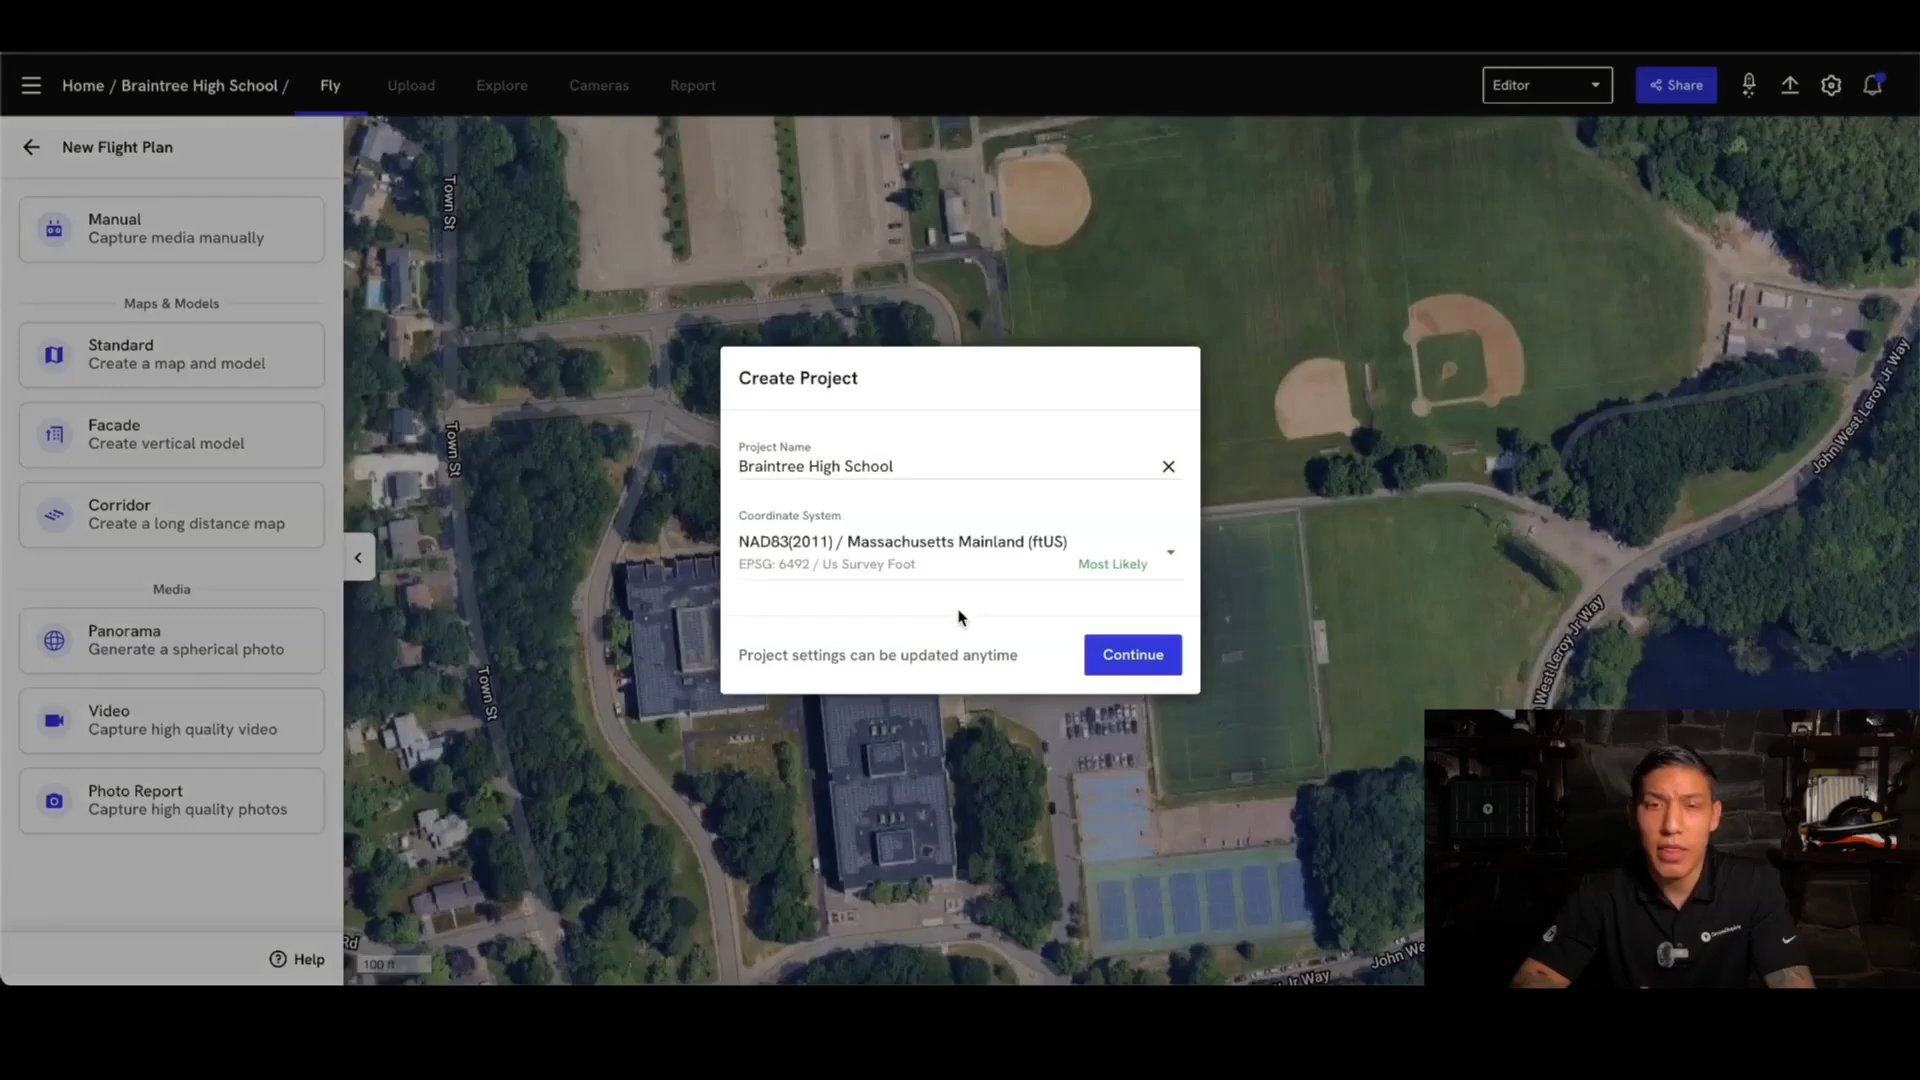 Home / Braintree High School /
Fly
Upload
Explore
Cameras
Report
Editor
Share
New Flight Plan
Manual
Capture media manually
Maps & Models
Standard
Create a map and model
Facade
Create vertical model
Corridor
Create a long distance map
Media
Panorama
Generate a spherical photo
Video
Capture high quality video
Photo Report
Capture high quality photos
Help
Create Project
Project Name
Braintree High School
Coordinate System
NAD83(2011) / Massachusetts Mainland (ftUS)
EPSG: 6492 / Us Survey Foot
Most Likely
Project settings can be updated anytime
Continue
Town St
Town St
Town St
John West Leroy Jr Way
West Leroy Jr Way
John We
Jr Way
Rd
100 ft
DroneDeploy